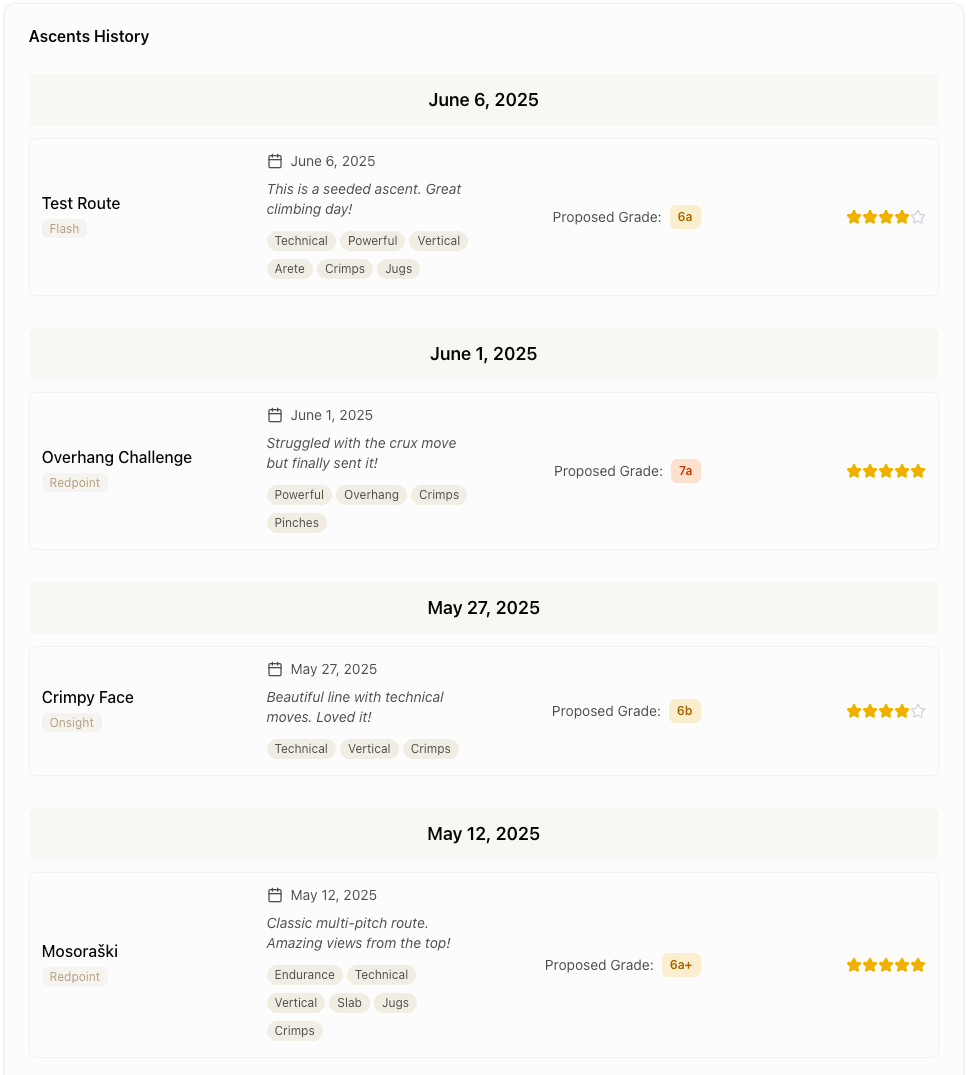 Ascents History
June 6, 2025
June 6, 2025
Test Route
Flash
This is a seeded ascent. Great
climbing day!
Technical Powerful Vertical
Arete Crimps Jugs
Proposed Grade: 6a
June 1, 2025
June 1, 2025
Overhang Challenge
Redpoint
Struggled with the crux move
but finally sent it!
Powerful Overhang Crimps
Pinches
Proposed Grade: 7a
May 27, 2025
May 27, 2025
Crimpy Face
Onsight
Beautiful line with technical
moves. Loved it!
Technical Vertical Crimps
Proposed Grade: 6b
May 12, 2025
May 12, 2025
Mosoraški
Redpoint
Classic multi-pitch route.
Amazing views from the top!
Endurance Technical
Vertical Slab Jugs
Crimps
Proposed Grade: 6a+